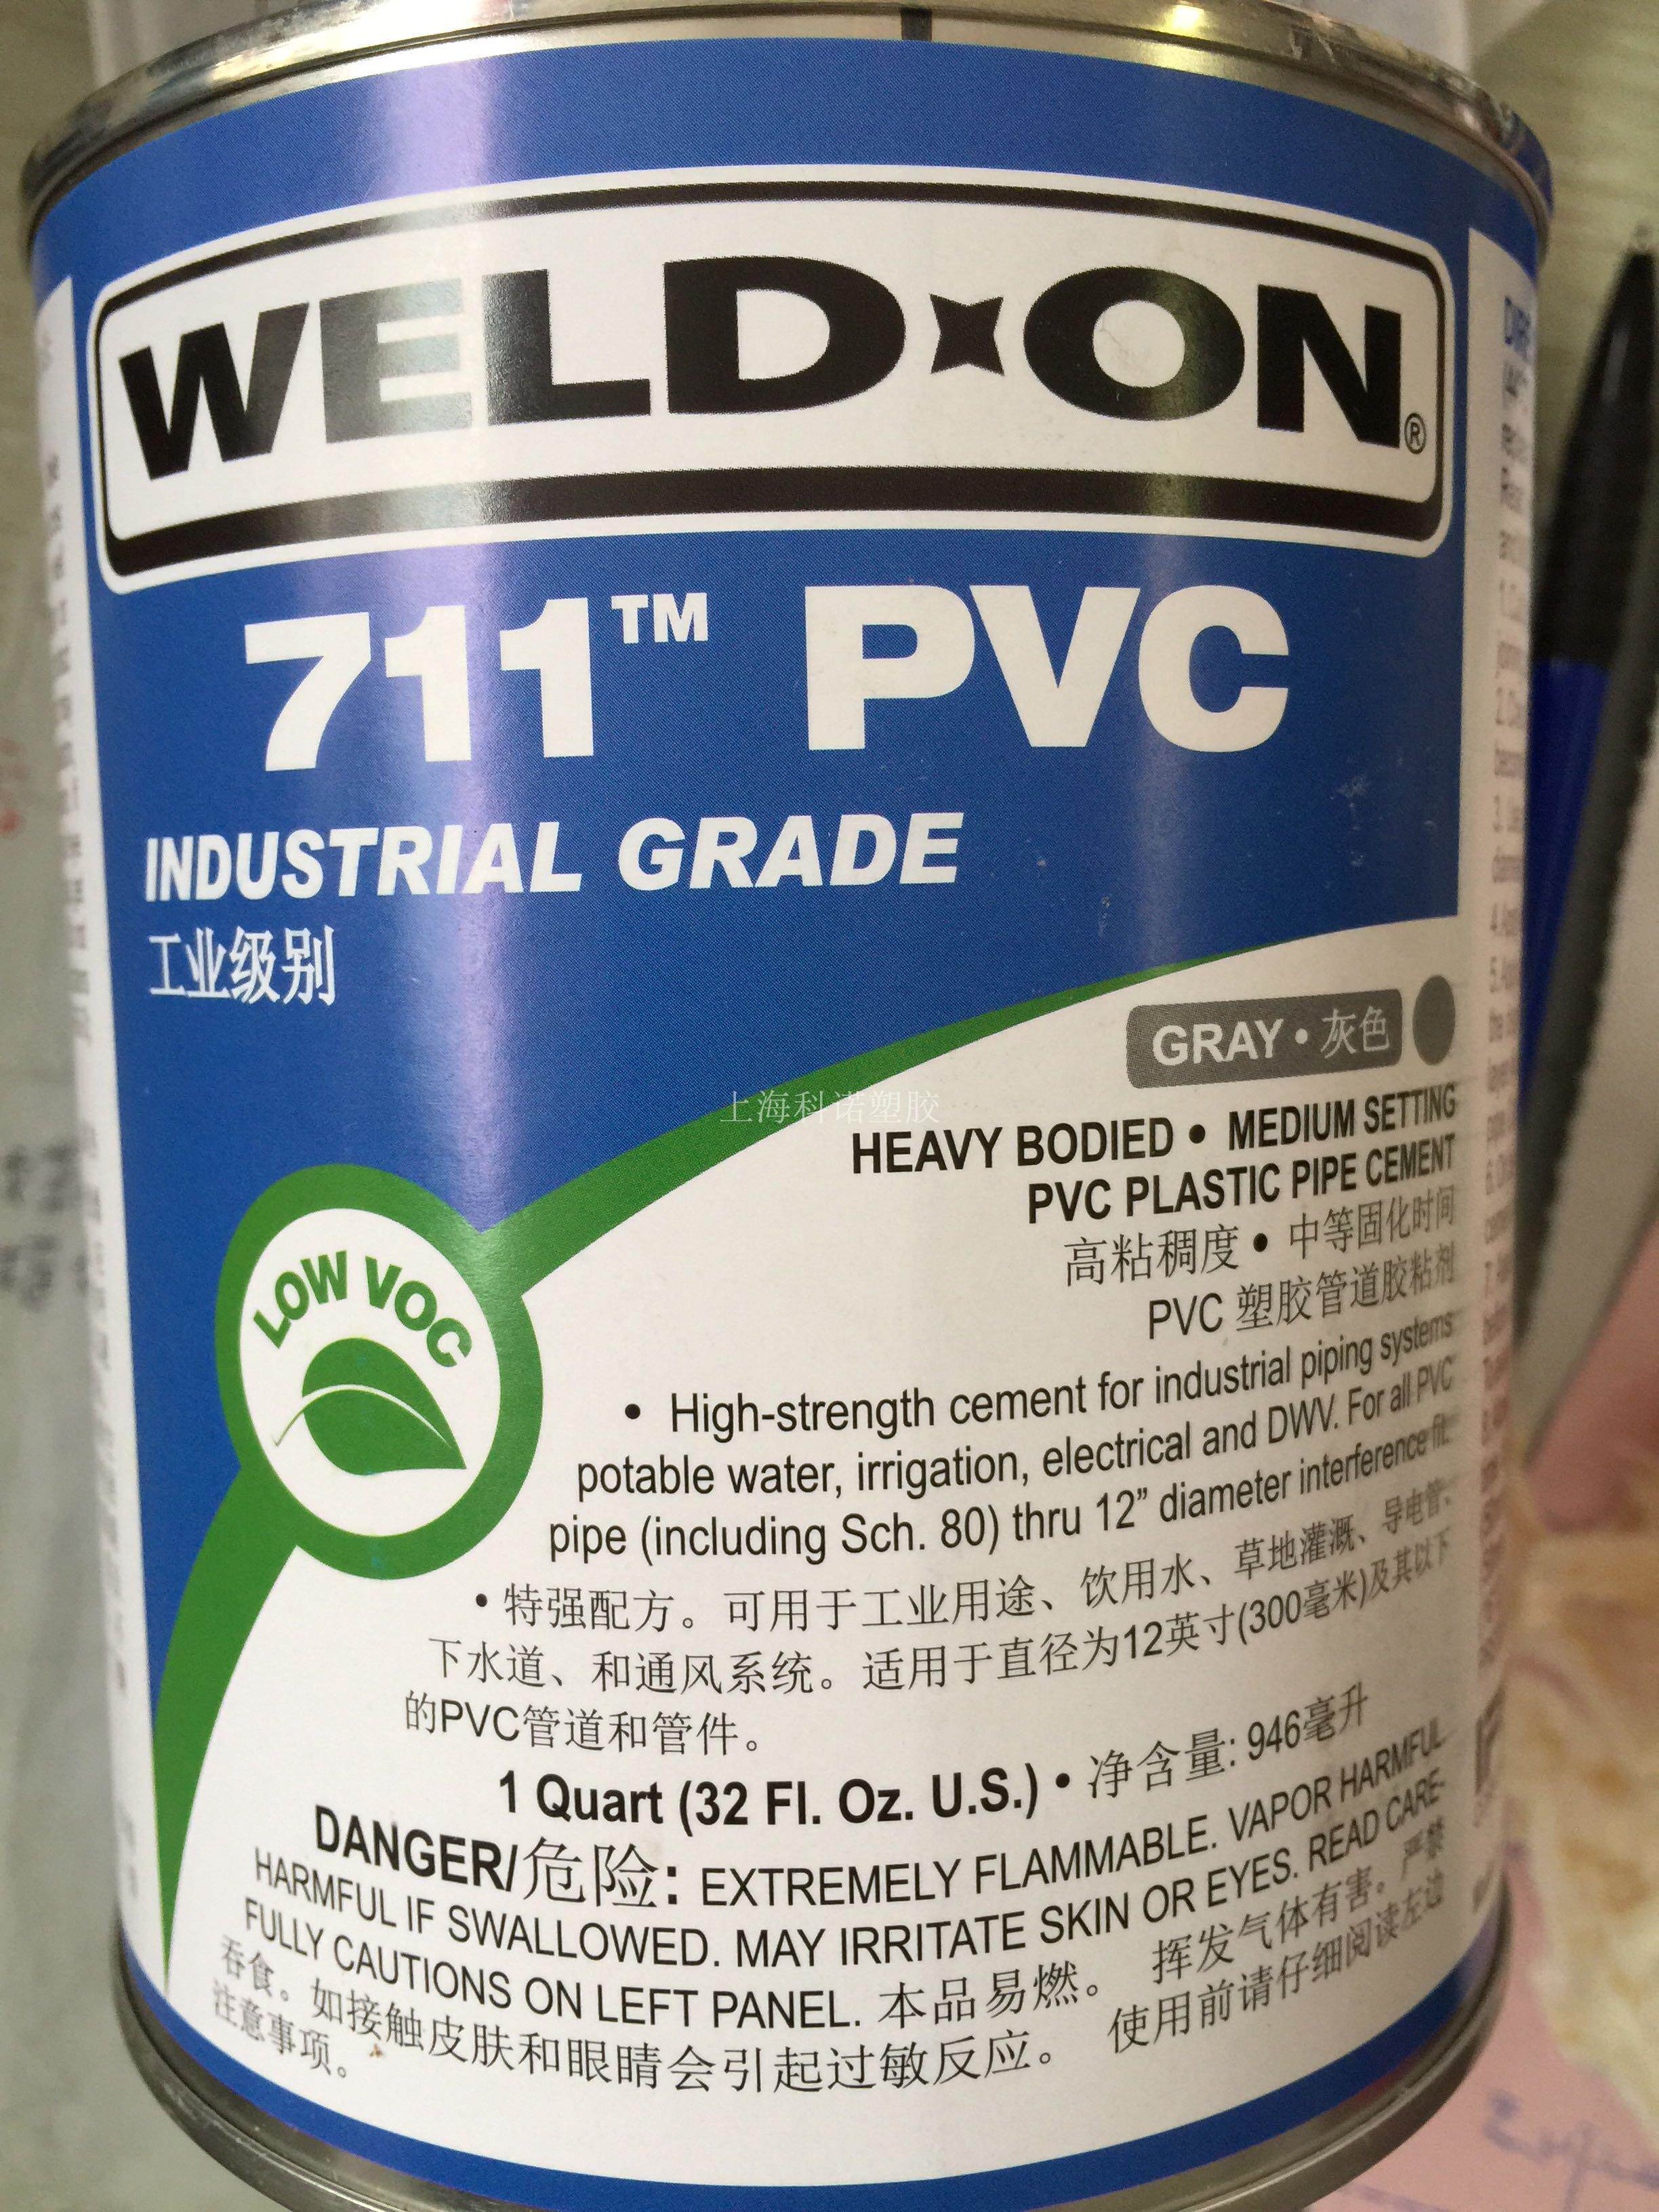 WELD-ON®
711™ PVC
INDUSTRIAL GRADE
工业级别
GRAY • 灰色
上海科诺塑胶
HEAVY BODIED • MEDIUM SETTING
PVC PLASTIC PIPE CEMENT
高粘稠度 • 中等固化时间
PVC 塑胶管道胶粘剂
LOW VOC
• High-strength cement for industrial piping systems
potable water, irrigation, electrical and DWV. For all PVC
pipe (including Sch. 80) thru 12” diameter interference fit.
• 特强配方。可用于工业用途、饮用水、草地灌溉、导电管、
下水道、和通风系统。适用于直径为12英寸(300毫米)及其以下
的PVC管道和管件。
1 Quart (32 Fl. Oz. U.S.) • 净含量: 946毫升
DANGER/危险: EXTREMELY FLAMMABLE. VAPOR HARMFUL.
HARMFUL IF SWALLOWED. MAY IRRITATE SKIN OR EYES. READ CARE-
FULLY CAUTIONS ON LEFT PANEL. 本品易燃。 挥发气体有害。严禁
吞食。如接触皮肤和眼睛会引起过敏反应。 使用前请仔细阅读左边
注意事项。